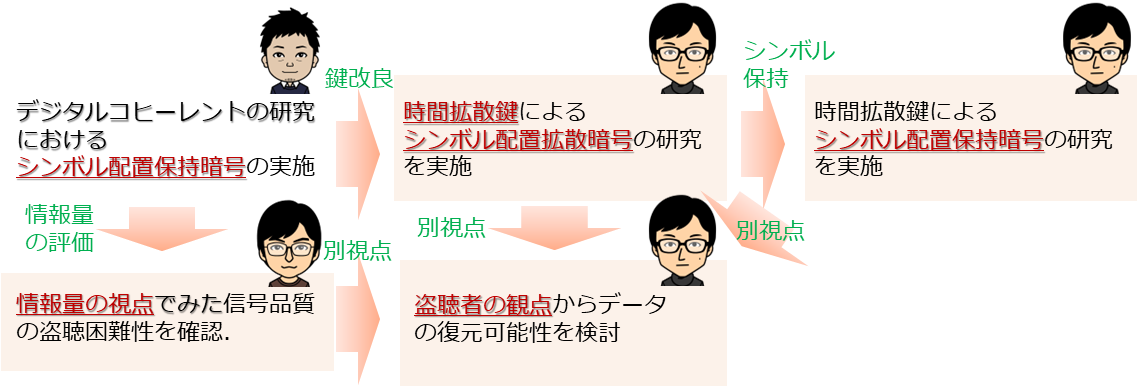 デジタルコヒーレントの研究
における
シンボル配置保持暗号の実施
鍵改良
時間拡散鍵による
シンボル配置拡散暗号の研究
を実施
シンボル
保持
時間拡散鍵による
シンボル配置保持暗号の研究
を実施
情報量
の評価
別視点
別視点
別視点
情報量の視点でみた信号品質
の盗聴困難性を確認.
盗聴者の観点からデータ
の復元可能性を検討